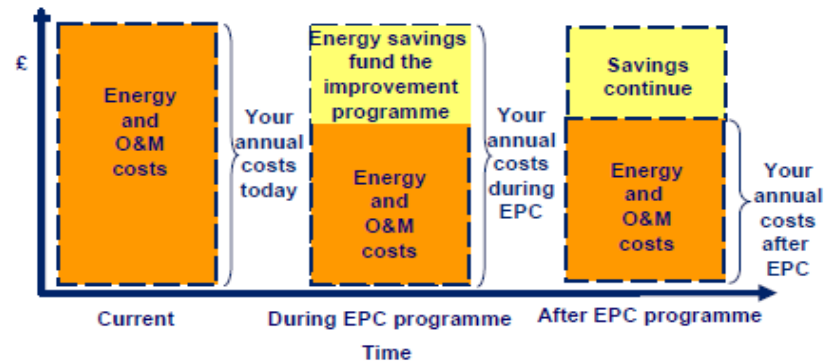 £
Energy
and
O&M
costs
Your
annual
costs
today
Energy savings
fund the
improvement
programme
Energy
and
O&M
costs
Your
annual
costs
during
EPC
Savings
continue
Energy
and
O&M
costs
Your
annual
costs
after
EPC
Current
During EPC programme
After EPC programme
Time